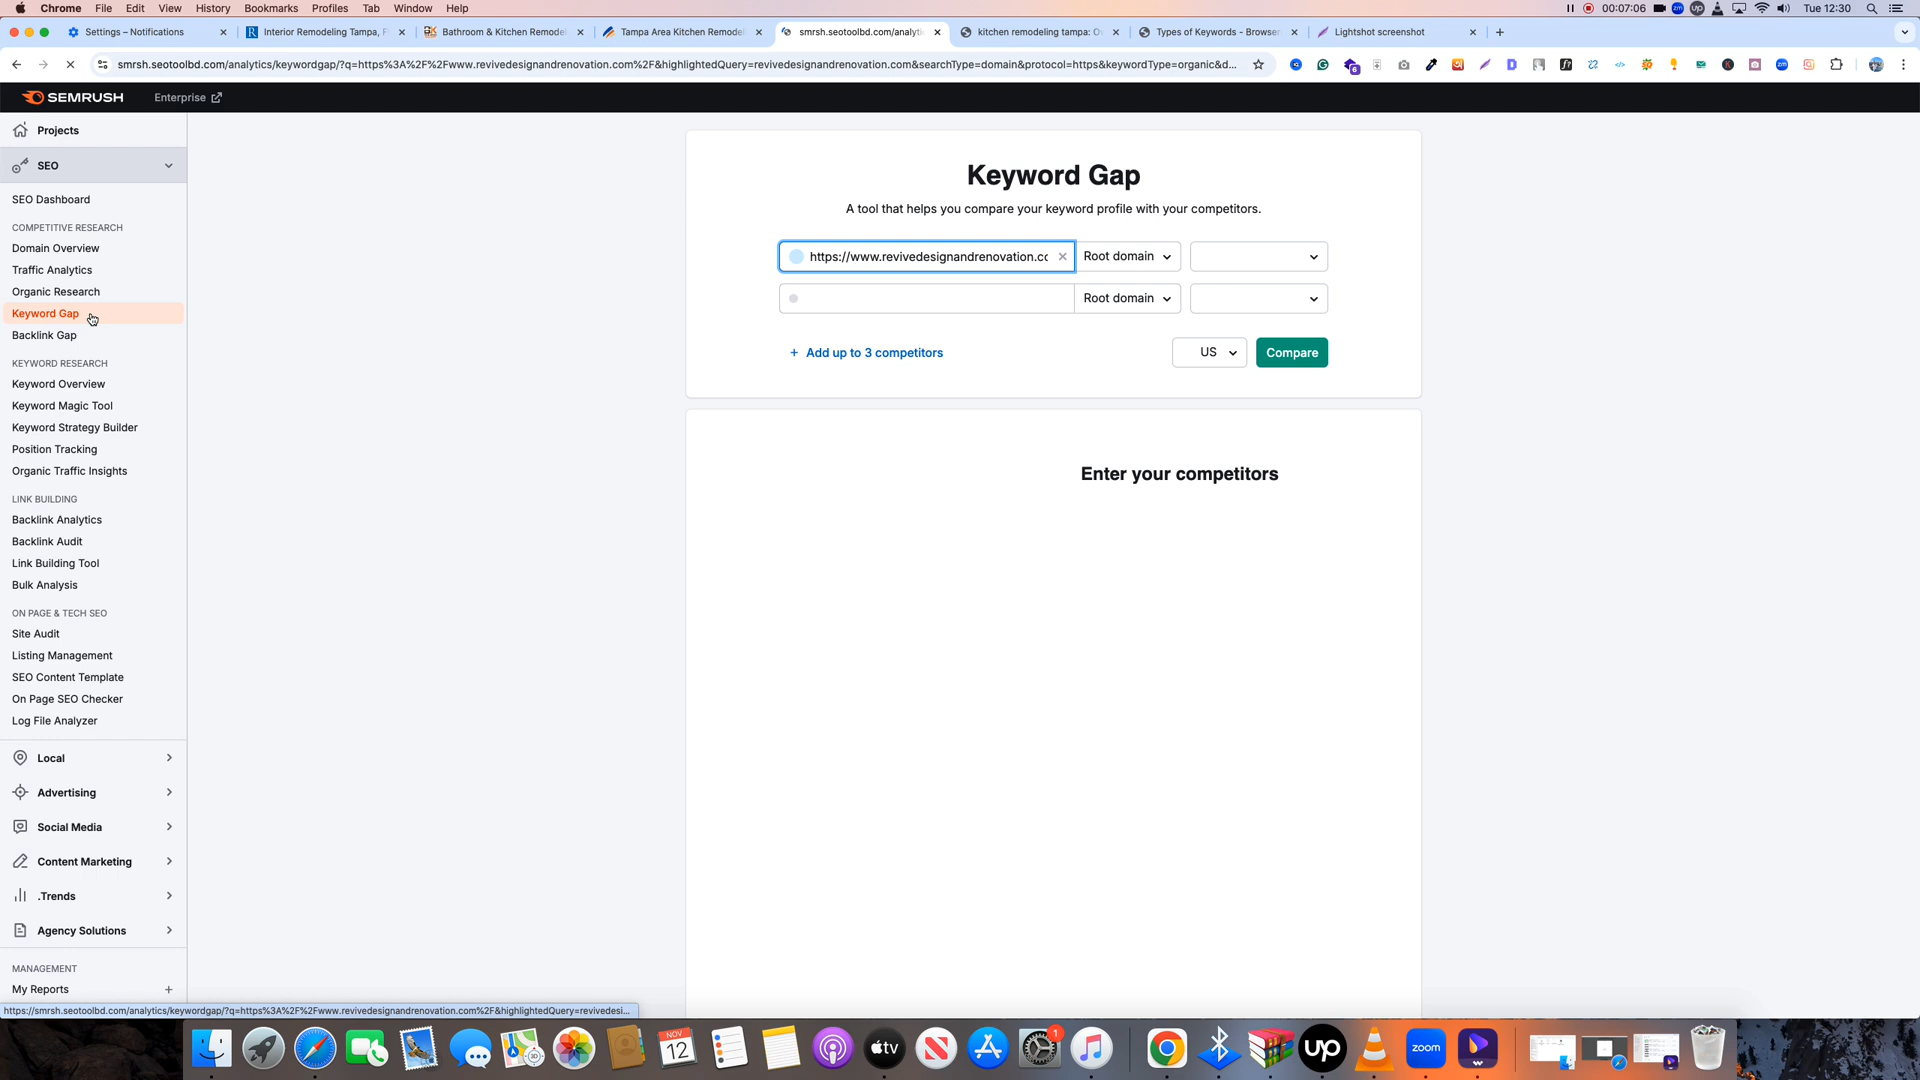 Chrome File Edit View History Bookmarks Profiles Tab Window Help
00:07:06 zm up Tue 12:30
Settings – Notifications
Interior Remodeling Tampa, F
Bathroom & Kitchen Remode
Tampa Area Kitchen Remodel
smrsh.seotoolbd.com/analyti
kitchen remodeling tampa: O
Types of Keywords - Browser
Lightshot screenshot
smrsh.seotoolbd.com/analytics/keywordgap/?q=https%3A%2F%2Fwww.revivedesignandrenovation.com%2F&highlightedQuery=revivedesignandrenovation.com&searchType=domain&protocol=https&keywordType=organic&d...
SEMRUSH
Enterprise
Projects
SEO
SEO Dashboard
COMPETITIVE RESEARCH
Domain Overview
Traffic Analytics
Organic Research
Keyword Gap
Backlink Gap
KEYWORD RESEARCH
Keyword Overview
Keyword Magic Tool
Keyword Strategy Builder
Position Tracking
Organic Traffic Insights
LINK BUILDING
Backlink Analytics
Backlink Audit
Link Building Tool
Bulk Analysis
ON PAGE & TECH SEO
Site Audit
Listing Management
SEO Content Template
On Page SEO Checker
Log File Analyzer
Local
Advertising
Social Media
Content Marketing
.Trends
Agency Solutions
MANAGEMENT
My Reports +
https://smrsh.seotoolbd.com/analytics/keywordgap/?q=https%3A%2F%2Fwww.revivedesignandrenovation.com%2F&highlightedQuery=revivedesi...
Keyword Gap
A tool that helps you compare your keyword profile with your competitors.
https://www.revivedesignandrenovation.cc
Root domain
Root domain
+ Add up to 3 competitors
US
Compare
Enter your competitors
NOV
12
tv
1
up
zoom